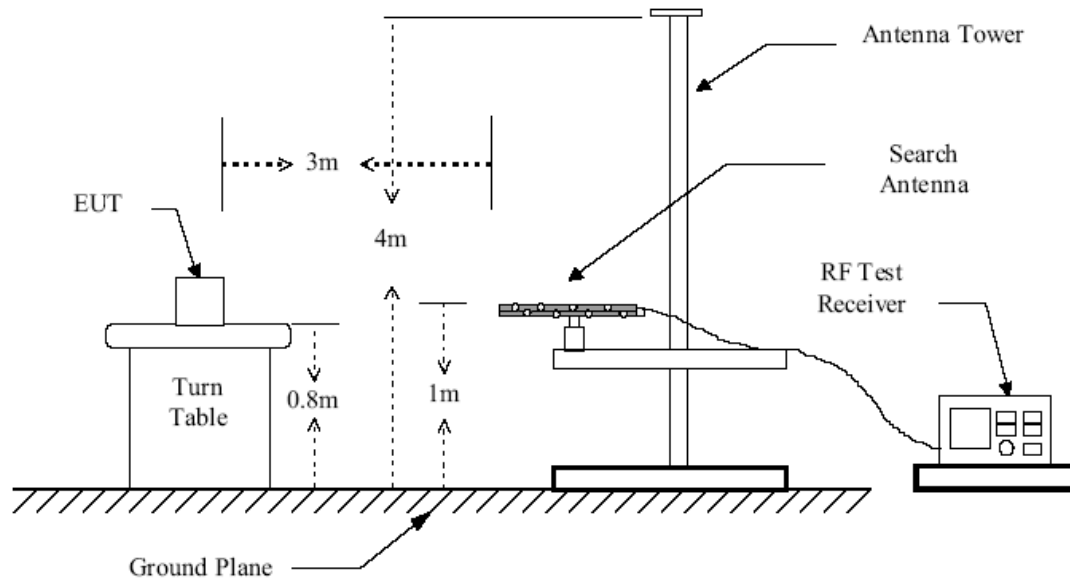 Antenna Tower
3m
Search
Antenna
EUT
4m
RF Test
Receiver
Turn
Table
0.8m
1m
Ground Plane